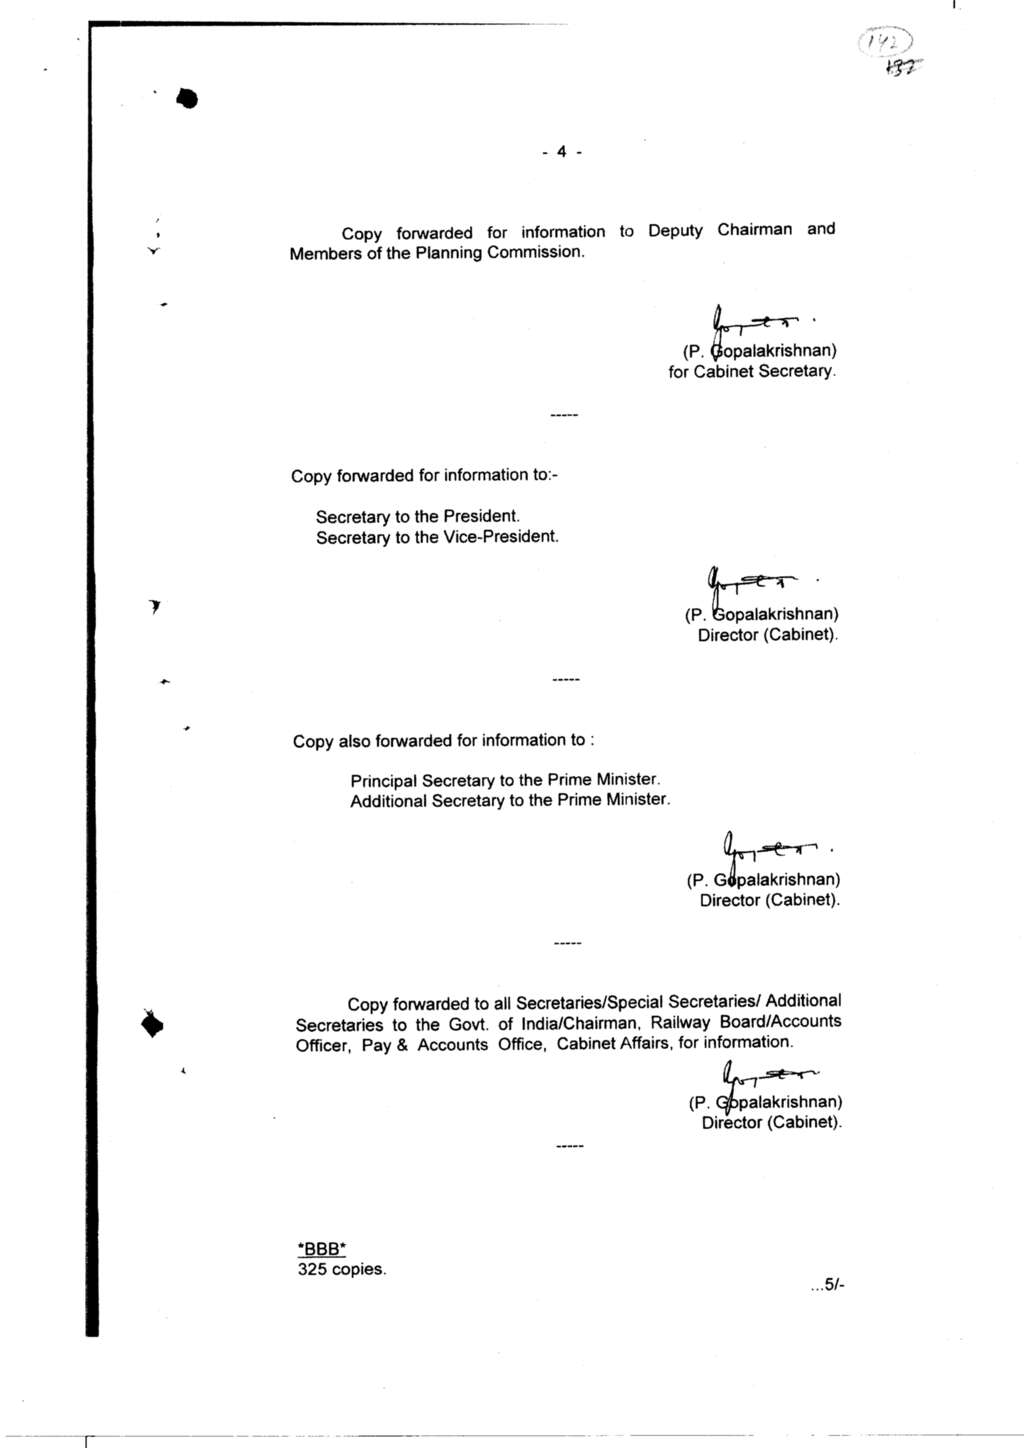 142
132
- 4 -
Copy forwarded for information to Deputy Chairman and
Members of the Planning Commission.
(P. Gopalakrishnan)
for Cabinet Secretary.
-----
Copy forwarded for information to:-
Secretary to the President.
Secretary to the Vice-President.
(P. Gopalakrishnan)
Director (Cabinet).
-----
Copy also forwarded for information to :
Principal Secretary to the Prime Minister.
Additional Secretary to the Prime Minister.
(P. Gopalakrishnan)
Director (Cabinet).
-----
Copy forwarded to all Secretaries/Special Secretaries/ Additional
Secretaries to the Govt. of India/Chairman, Railway Board/Accounts
Officer, Pay & Accounts Office, Cabinet Affairs, for information.
(P. Gopalakrishnan)
Director (Cabinet).
-----
*BBB*
325 copies.
...5/-